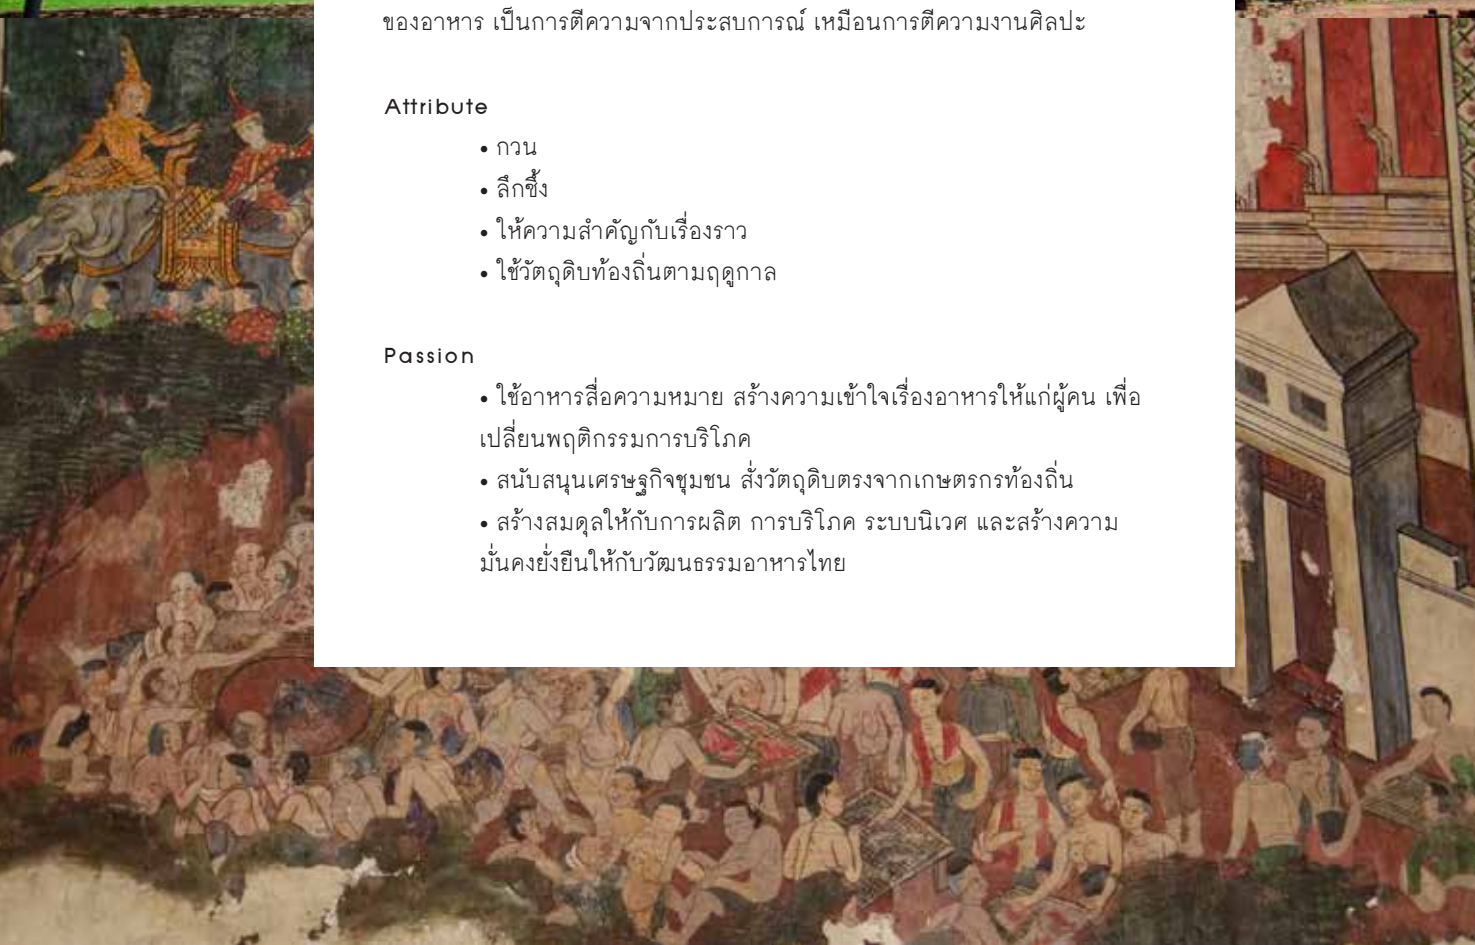 ของอาหาร เป็นการตีความจากประสบการณ์ เหมือนการตีความงานศิลปะ
Attribute
• กวน
• ลึกซึ้ง
• ให้ความสำคัญกับเรื่องราว
• ใช้วัตถุดิบท้องถิ่นตามฤดูกาล
Passion
• ใช้อาหารสื่อความหมาย สร้างความเข้าใจเรื่องอาหารให้แก่ผู้คน เพื่อ
เปลี่ยนพฤติกรรมการบริโภค
• สนับสนุนเศรษฐกิจชุมชน สั่งวัตถุดิบตรงจากเกษตรกรท้องถิ่น
• สร้างสมดุลให้กับการผลิต การบริโภค ระบบนิเวศ และสร้างความ
มั่นคงยั่งยืนให้กับวัฒนธรรมอาหารไทย